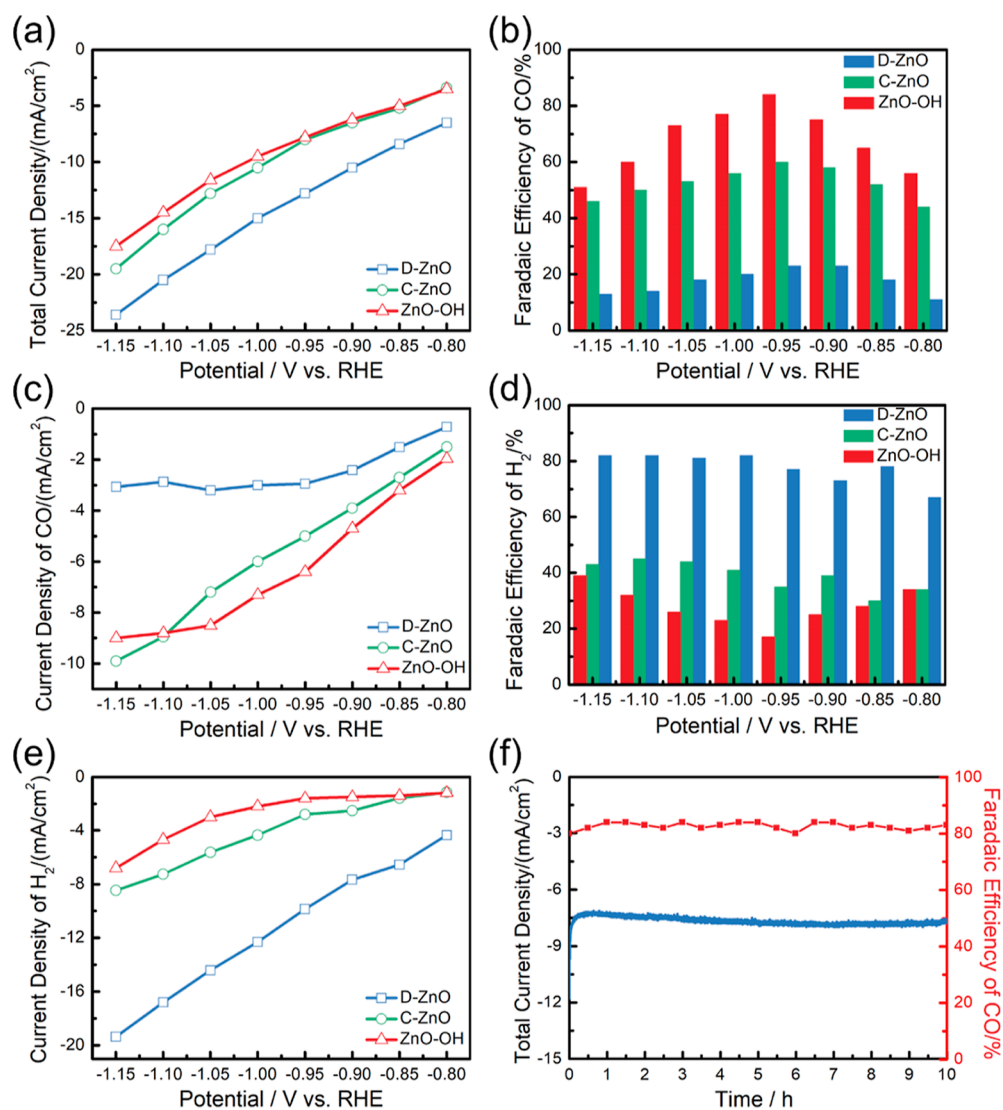 (a)
Total Current Density/(mA/cm²)
0
-5
-10
-15
-20
-25
D-ZnO
C-ZnO
ZnO-OH
-1.15 -1.10 -1.05 -1.00 -0.95 -0.90 -0.85 -0.80
Potential / V vs. RHE
(b)
Faradaic Efficiency of CO/%
100
80
60
40
20
0
D-ZnO
C-ZnO
ZnO-OH
-1.15 -1.10 -1.05 -1.00 -0.95 -0.90 -0.85 -0.80
Potential / V vs. RHE
(c)
Current Density of CO/(mA/cm²)
0
-2
-4
-6
-8
-10
D-ZnO
C-ZnO
ZnO-OH
-1.15 -1.10 -1.05 -1.00 -0.95 -0.90 -0.85 -0.80
Potential / V vs. RHE
(d)
Faradaic Efficiency of H₂/%
100
80
60
40
20
0
D-ZnO
C-ZnO
ZnO-OH
-1.15 -1.10 -1.05 -1.00 -0.95 -0.90 -0.85 -0.80
Potential / V vs. RHE
(e)
Current Density of H₂/(mA/cm²)
0
-4
-8
-12
-16
-20
D-ZnO
C-ZnO
ZnO-OH
-1.15 -1.10 -1.05 -1.00 -0.95 -0.90 -0.85 -0.80
Potential / V vs. RHE
(f)
Total Current Density/(mA/cm²)
0
-3
-6
-9
-12
-15
0 1 2 3 4 5 6 7 8 9 10
Time / h
100
80
60
40
20
0
Faradaic Efficiency of CO/%